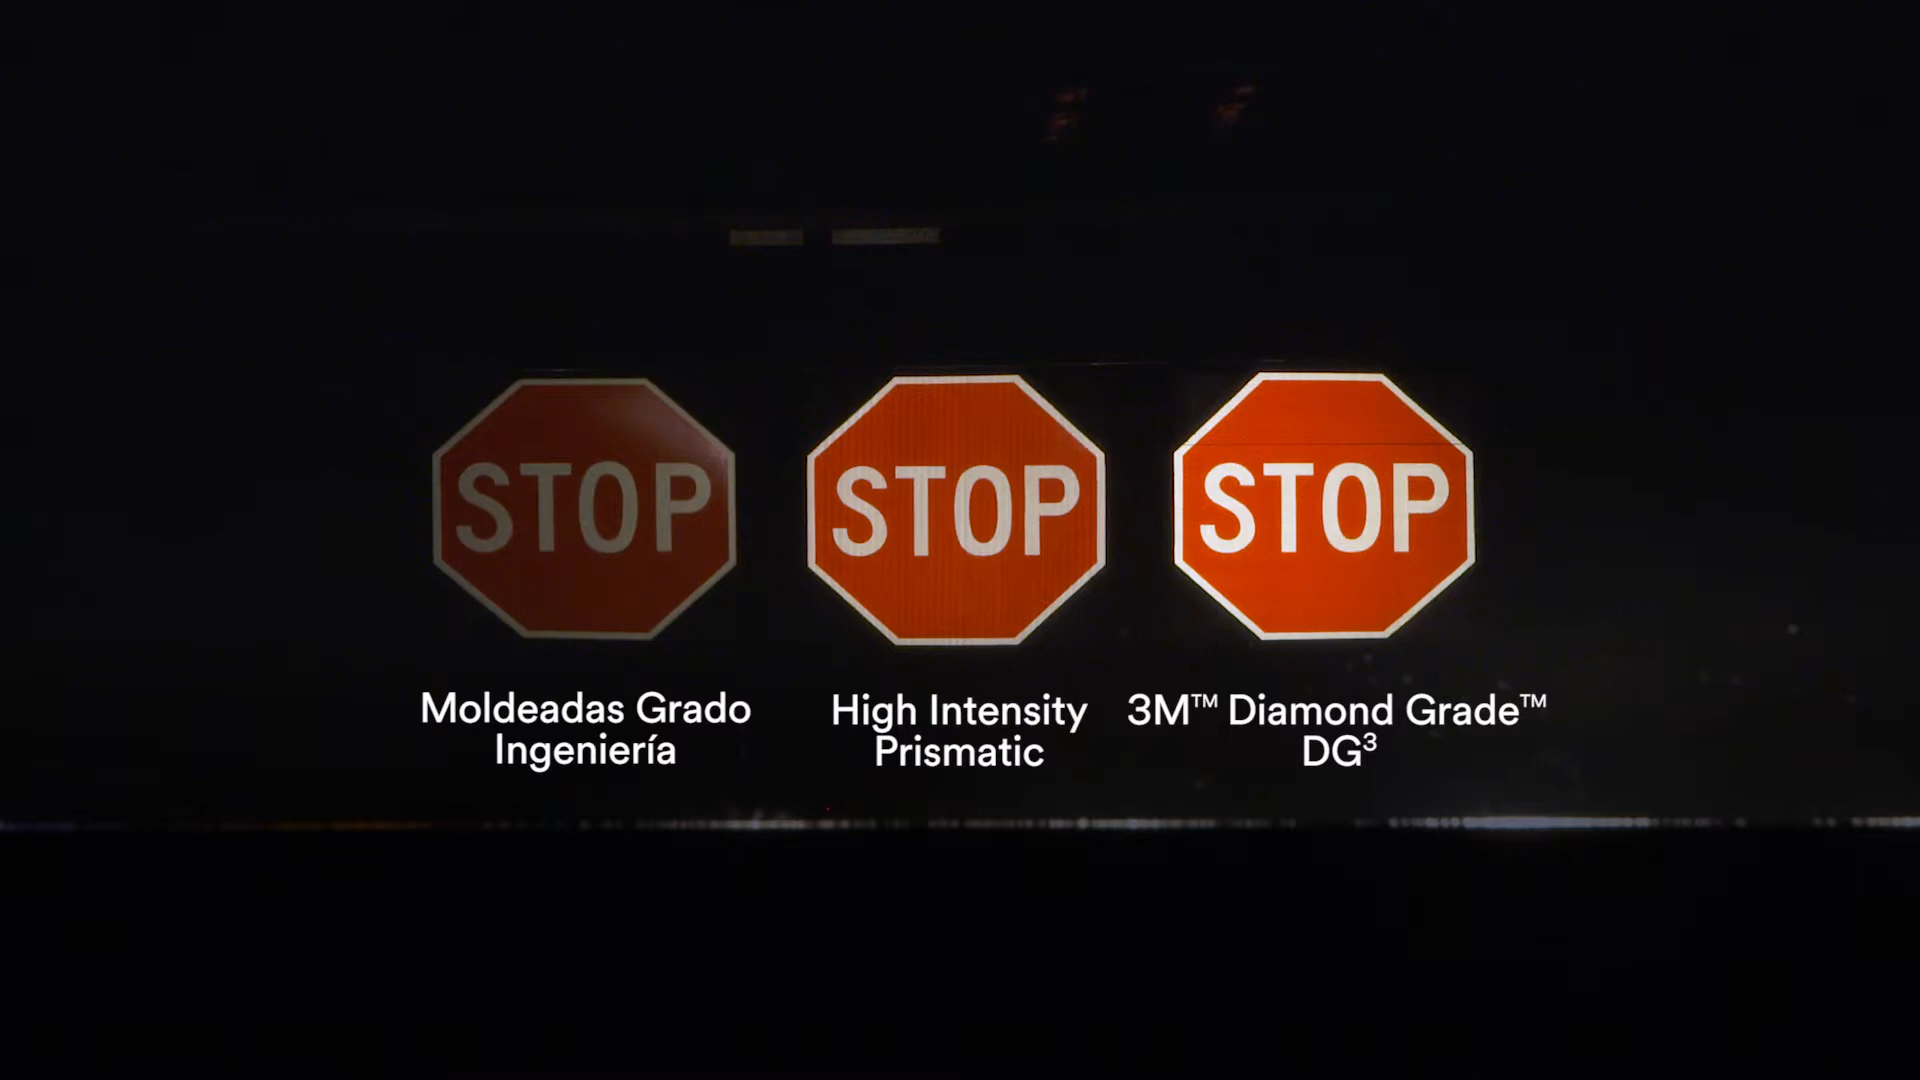 STOP
STOP
STOP
Moldeadas Grado
Ingeniería
High Intensity
Prismatic
3M™ Diamond Grade™
DG³